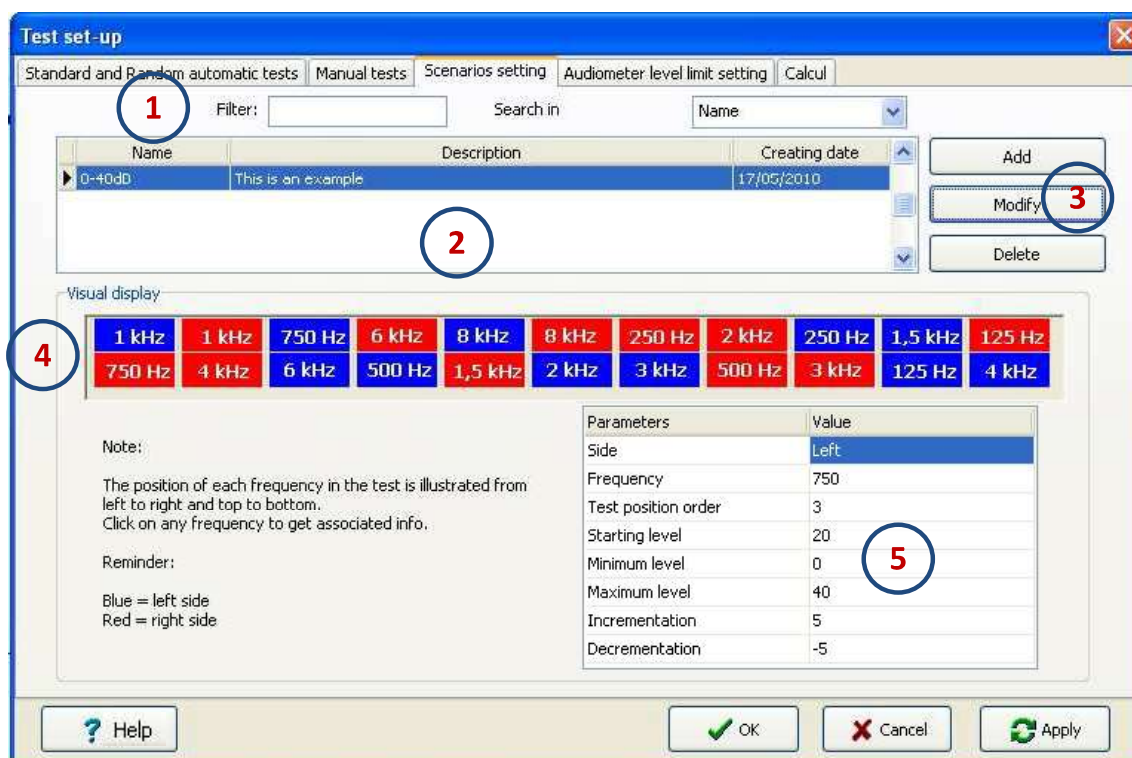 Test set-up
Standard and Random automatic tests Manual tests Scenarios setting Audiometer level limit setting Calcul
1 Filter: Search in Name
Name Description Creating date
0-40dD This is an example 17/05/2010
Add
Modify 3
2
Delete
Visual display
4
1 kHz 1 kHz 750 Hz 6 kHz 8 kHz 8 kHz 250 Hz 2 kHz 250 Hz 1,5 kHz 125 Hz
750 Hz 4 kHz 6 kHz 500 Hz 1,5 kHz 2 kHz 3 kHz 500 Hz 3 kHz 125 Hz 4 kHz
Note:
The position of each frequency in the test is illustrated from
left to right and top to bottom.
Click on any frequency to get associated info.
Reminder:
Blue = left side
Red = right side
Parameters Value
Side Left
Frequency 750
Test position order 3
Starting level 20
Minimum level 0
5
Maximum level 40
Incrementation 5
Decrementation -5
? Help OK Cancel Apply